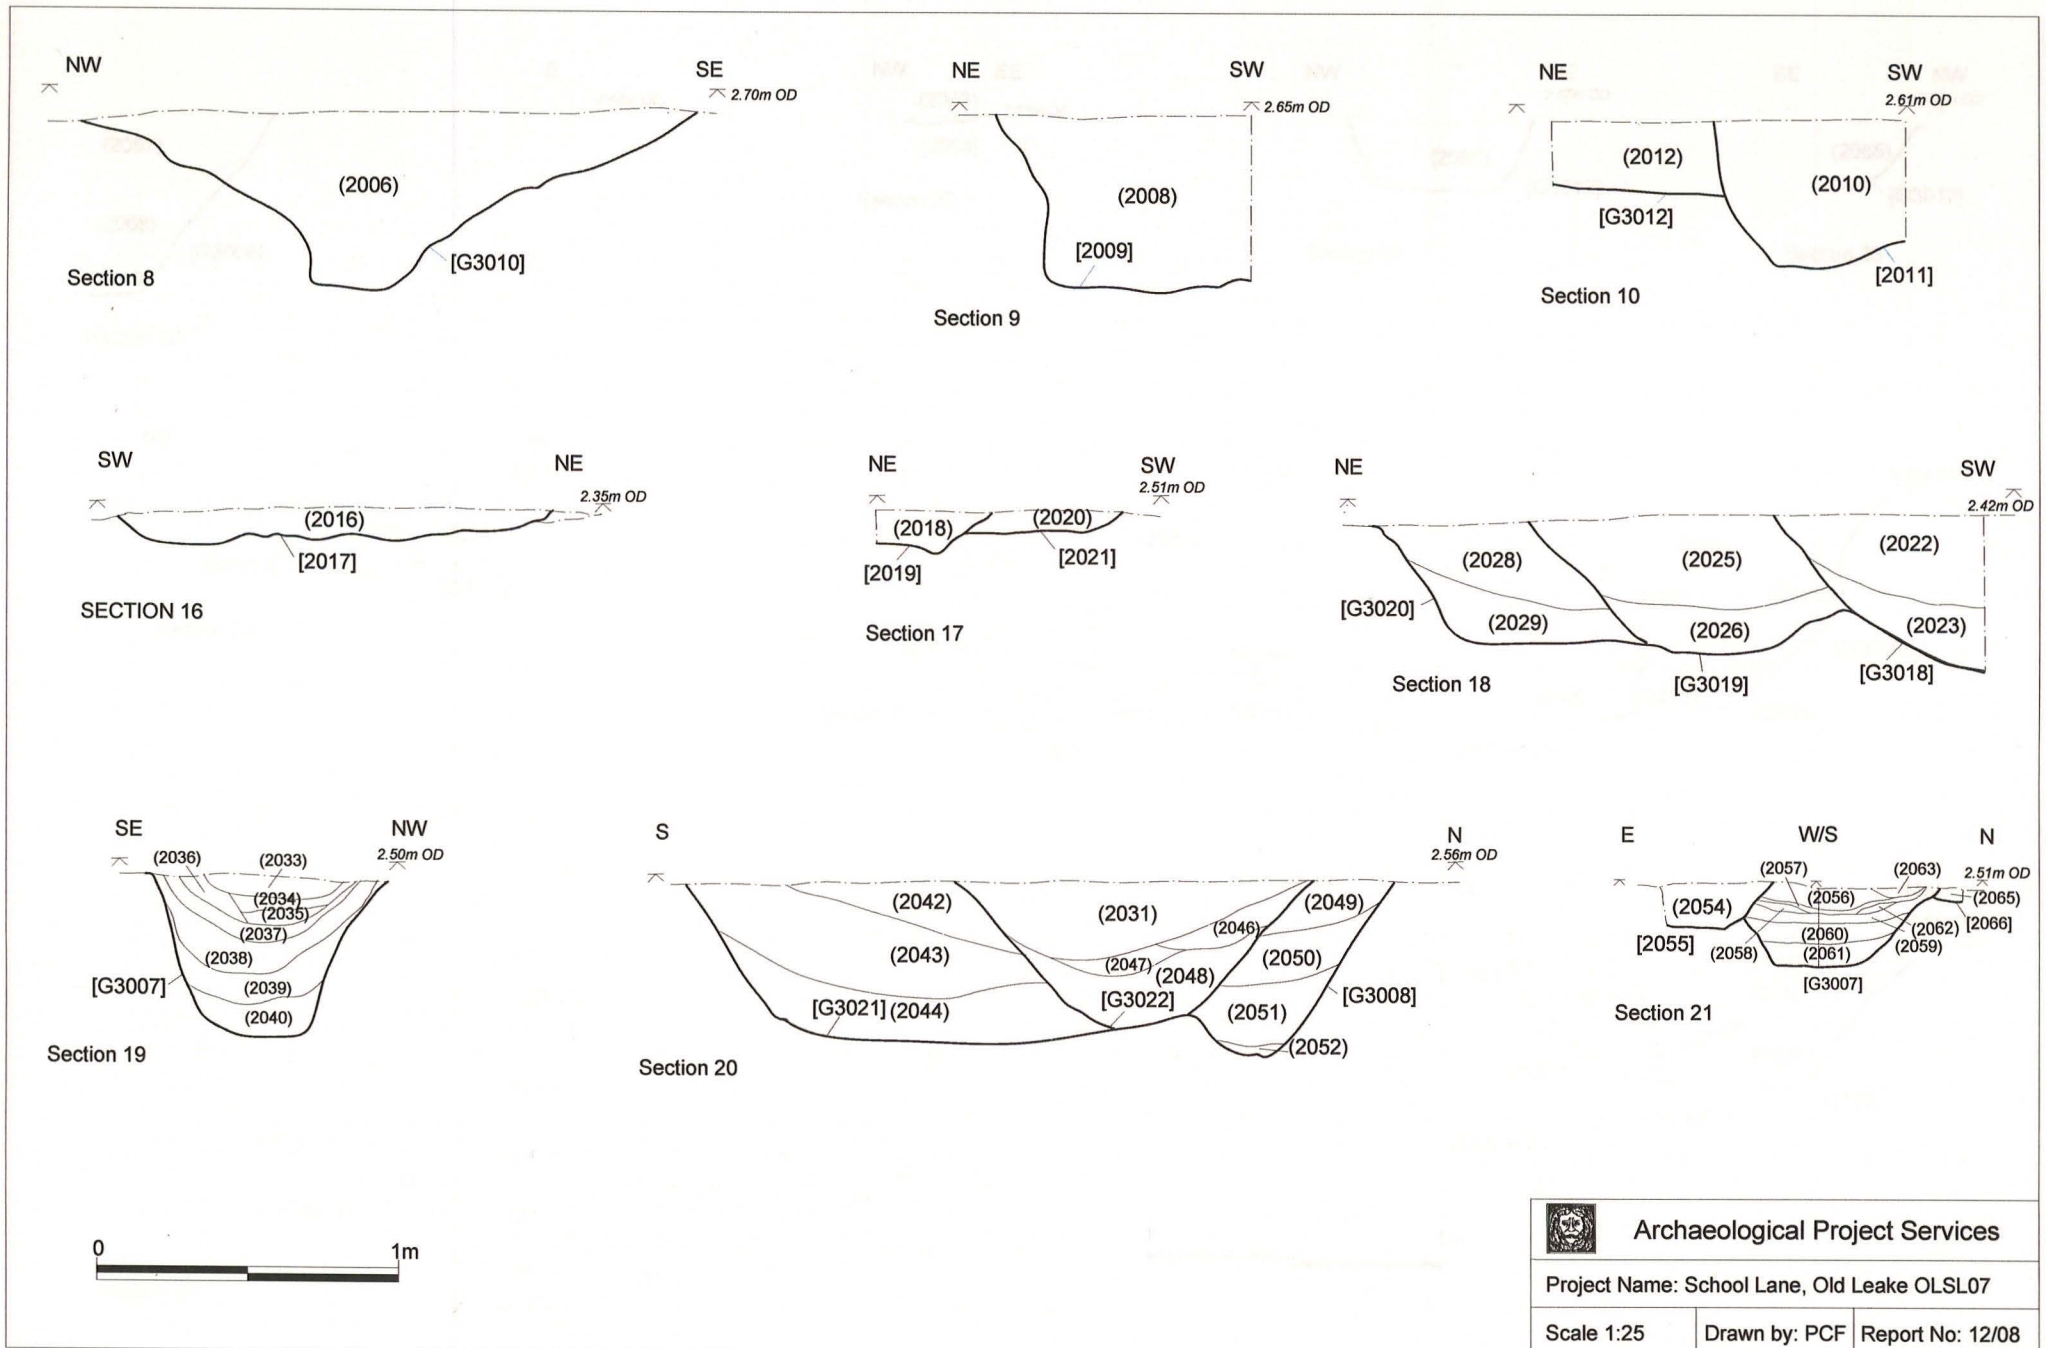 NW
SE
2.70m OD
(2006)
[G3010]
Section 8
NE
SW
2.65m OD
(2008)
[2009]
Section 9
NE
SW
2.61m OD
(2012)
(2010)
[G3012]
[2011]
Section 10
SW
NE
2.35m OD
(2016)
[2017]
SECTION 16
NE
SW
2.51m OD
(2018)
(2020)
[2019]
[2021]
Section 17
NE
SW
2.42m OD
(2028)
(2025)
(2022)
[G3020]
(2029)
(2026)
(2023)
[G3019]
[G3018]
Section 18
SE
NW
2.50m OD
(2036)
(2033)
(2034)
(2035)
(2037)
(2038)
[G3007]
(2039)
(2040)
Section 19
S
N
2.56m OD
(2042)
(2031)
(2049)
(2046)
(2043)
(2047)
(2048)
(2050)
[G3021]
(2044)
[G3022]
(2051)
[G3008]
(2052)
Section 20
E
W/S
N
2.51m OD
(2057)
(2063)
(2056)
(2065)
(2054)
[2066]
(2062)
[2055]
(2060)
(2059)
(2058)
(2061)
[G3007]
Section 21
0
1m
Archaeological Project Services
Project Name: School Lane, Old Leake OLSL07
Scale 1:25
Drawn by: PCF
Report No: 12/08